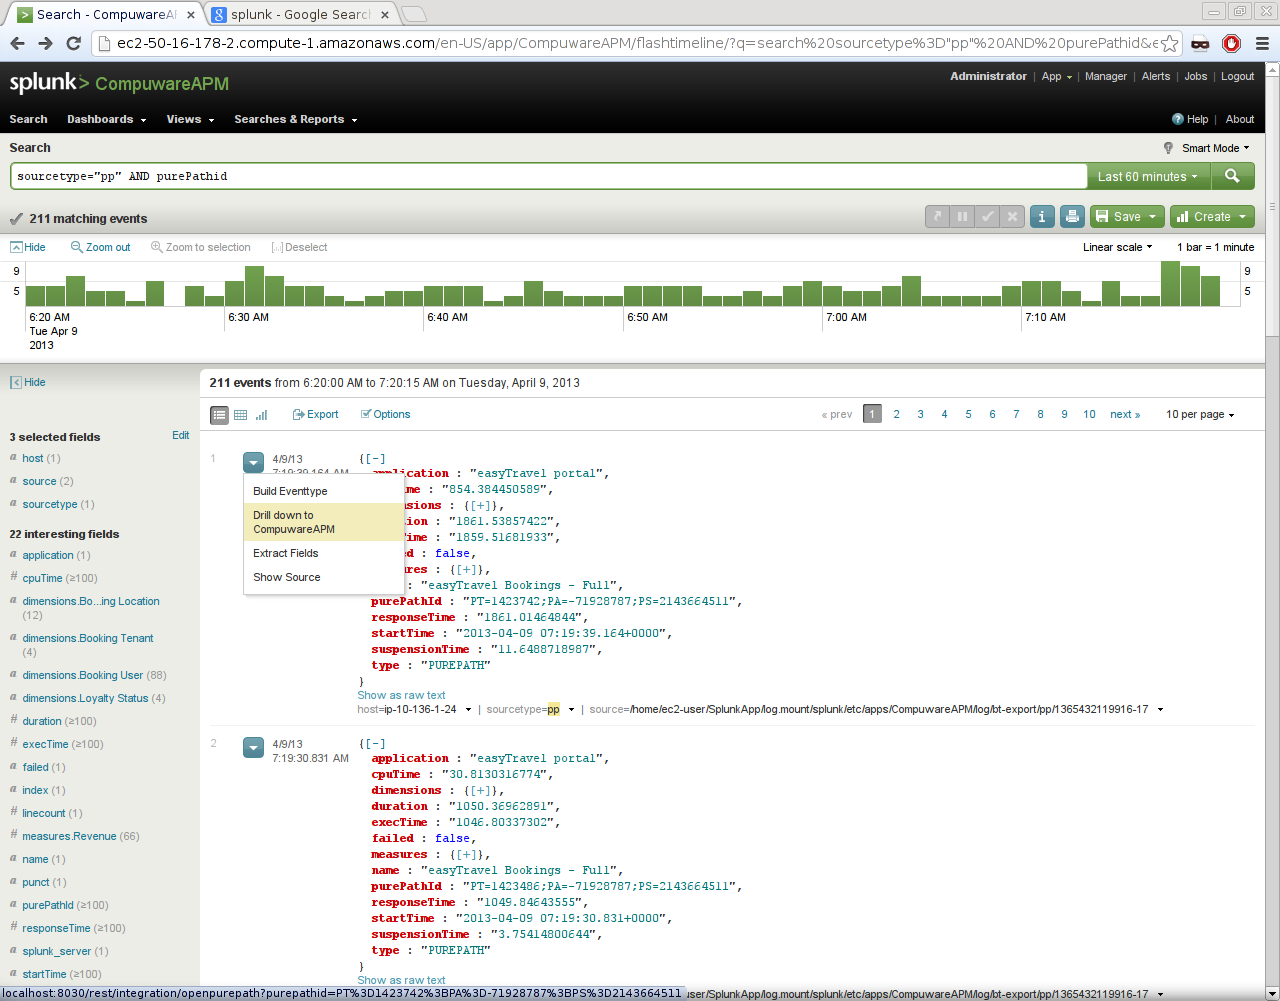 Search - CompuwareAPM
splunk - Google Search
ec2-50-16-178-2.compute-1.amazonaws.com/en-US/app/CompuwareAPM/flashtimeline/?q=search%20sourcetype%3D"pp"%20AND%20purePathid&e
splunk> CompuwareAPM
Administrator | App | Manager | Alerts | Jobs | Logout
Search Dashboards Views Searches & Reports
Help | About
Search
Smart Mode
sourcetype="pp" AND purePathid
Last 60 minutes
211 matching events
Save
Create
Hide Zoom out Zoom to selection Deselect
Linear scale 1 bar = 1 minute
9 9
5 5
6:20 AM 6:30 AM 6:40 AM 6:50 AM 7:00 AM 7:10 AM
Tue Apr 9
2013
Hide
211 events from 6:20:00 AM to 7:20:15 AM on Tuesday, April 9, 2013
Export Options
« prev 1 2 3 4 5 6 7 8 9 10 next » 10 per page
3 selected fields Edit
a host (1)
a source (2)
a sourcetype (1)
22 interesting fields
a application (1)
# cpuTime (≥100)
a dimensions.Bo...ing Location
(12)
a dimensions.Booking Tenant
(4)
a dimensions.Booking User (88)
a dimensions.Loyalty Status (4)
# duration (≥100)
# execTime (≥100)
a failed (1)
a index (1)
# linecount (1)
# measures.Revenue (66)
a name (1)
a punct (1)
a purePathId (≥100)
# responseTime (≥100)
a splunk_server (1)
a startTime (≥100)
1
4/9/13
7:19:39.164 AM
Build Eventtype
Drill down to
CompuwareAPM
Extract Fields
Show Source
{[-]
application : "easyTravel portal",
ime : "854.384450589",
nsions : {[+]},
ion : "1861.53857422",
ime : "1859.51681933",
d : false,
ures : {[+]},
: "easyTravel Bookings - Full",
purePathId : "PT=1423742;PA=-71928787;PS=2143664511",
responseTime : "1861.01464844",
startTime : "2013-04-09 07:19:39.164+0000",
suspensionTime : "11.6488718987",
type : "PUREPATH"
}
Show as raw text
host=ip-10-136-1-24 | sourcetype=pp | source=/home/ec2-user/SplunkApp/log.mount/splunk/etc/apps/CompuwareAPM/log/bt-export/pp/1365432119916-17
2
4/9/13
7:19:30.831 AM
{[-]
application : "easyTravel portal",
cpuTime : "30.8130316774",
dimensions : {[+]},
duration : "1050.36962891",
execTime : "1046.80337302",
failed : false,
measures : {[+]},
name : "easyTravel Bookings - Full",
purePathId : "PT=1423486;PA=-71928787;PS=2143664511",
responseTime : "1049.84643555",
startTime : "2013-04-09 07:19:30.831+0000",
suspensionTime : "3.75414800644",
type : "PUREPATH"
}
Show as raw text
localhost:8030/rest/integration/openpurepath?purepathid=PT%3D1423742%3BPA%3D-71928787%3BPS%3D2143664511
user/SplunkApp/log.mount/splunk/etc/apps/CompuwareAPM/log/bt-export/pp/1365432119916-17